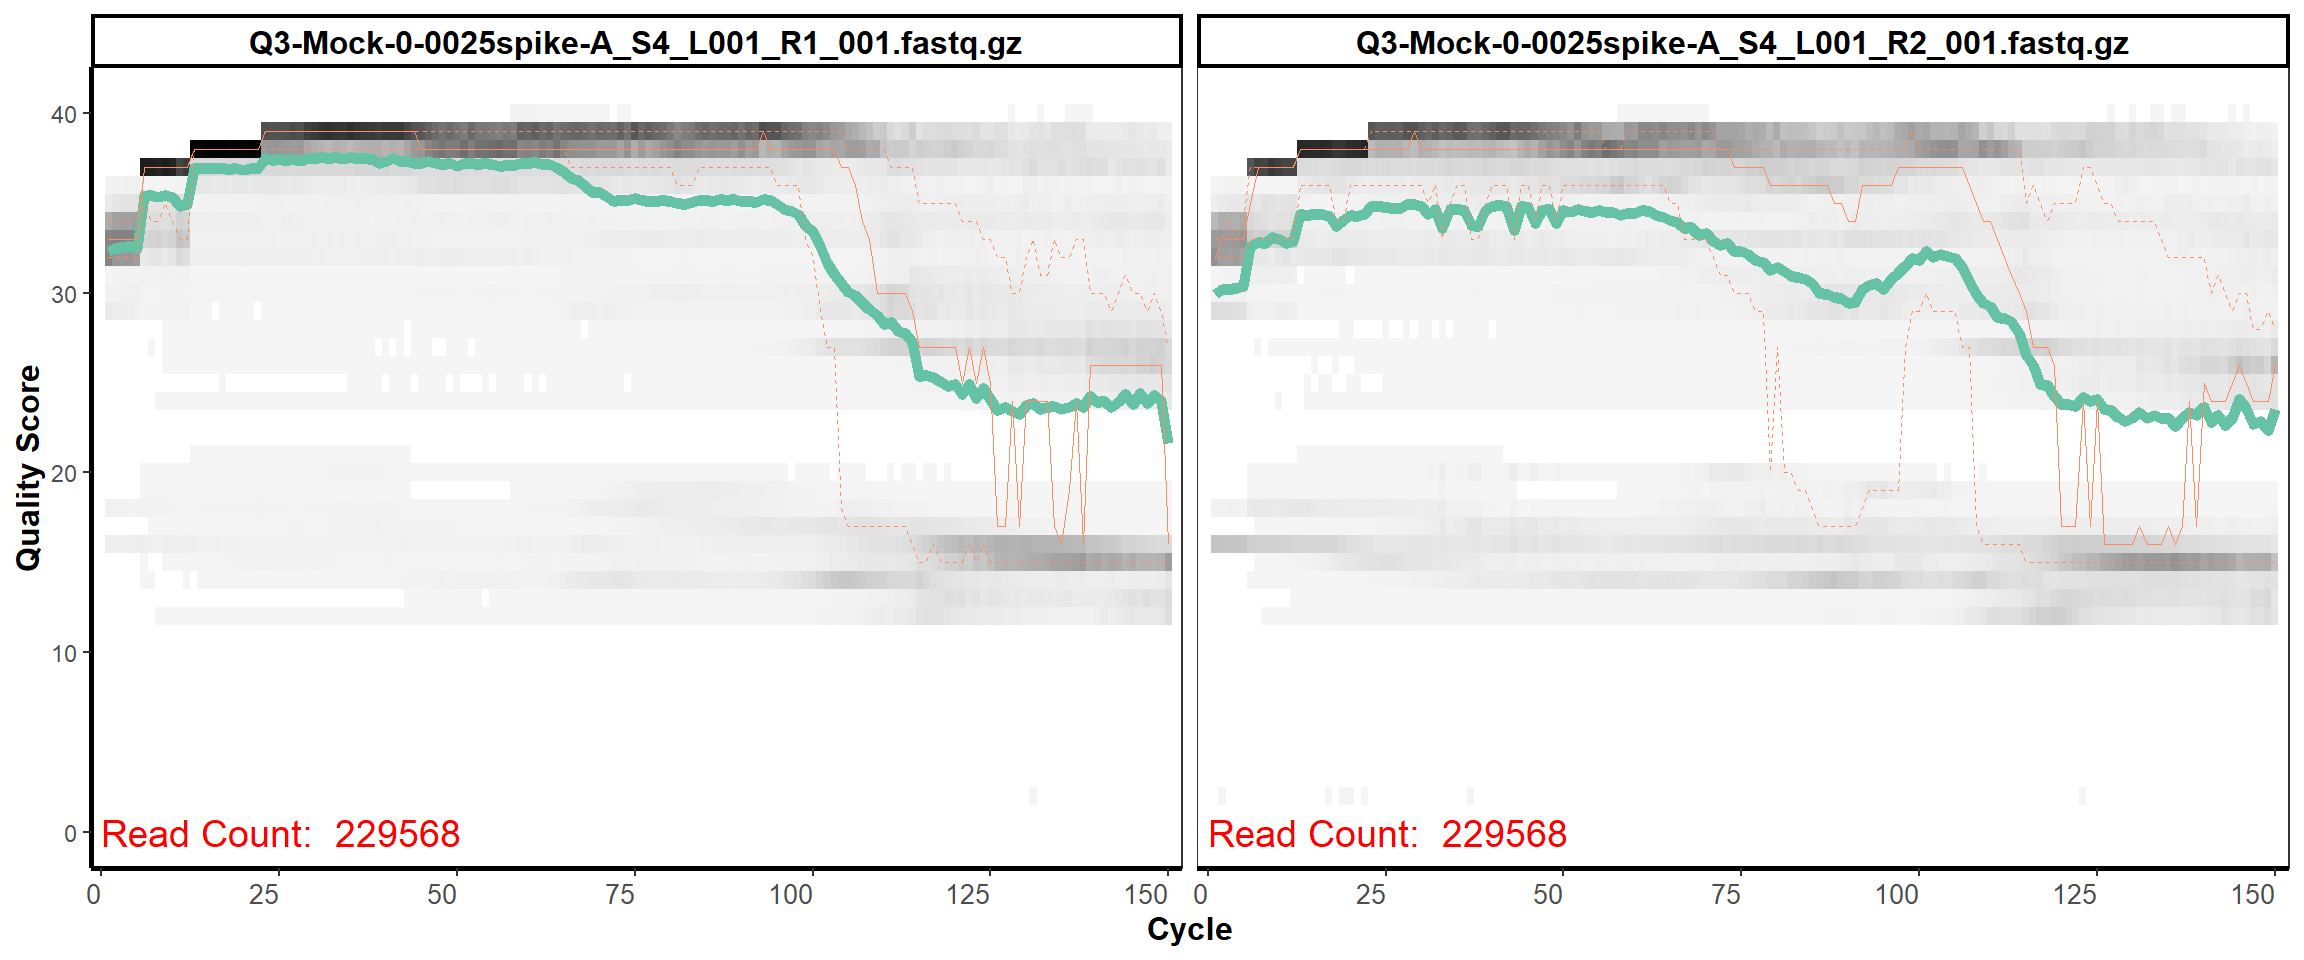 Q3-Mock-0-0025spike-A_S4_L001_R1_001.fastq.gz
Q3-Mock-0-0025spike-A_S4_L001_R2_001.fastq.gz
Quality Score
40
30
20
10
0
Read Count: 229568
Read Count: 229568
0 25 50 75 100 125 150
0 25 50 75 100 125 150
Cycle